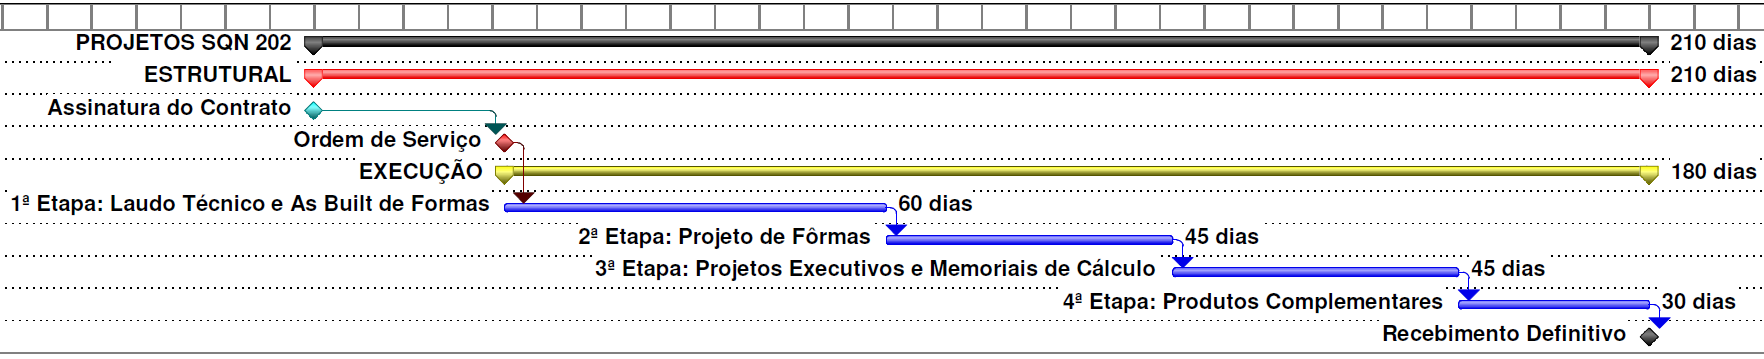 PROJETOS SQN 202 210 dias
ESTRUTURAL 210 dias
Assinatura do Contrato
Ordem de Serviço
EXECUÇÃO 180 dias
1ª Etapa: Laudo Técnico e As Built de Formas 60 dias
2ª Etapa: Projeto de Fôrmas 45 dias
3ª Etapa: Projetos Executivos e Memoriais de Cálculo 45 dias
4ª Etapa: Produtos Complementares 30 dias
Recebimento Definitivo